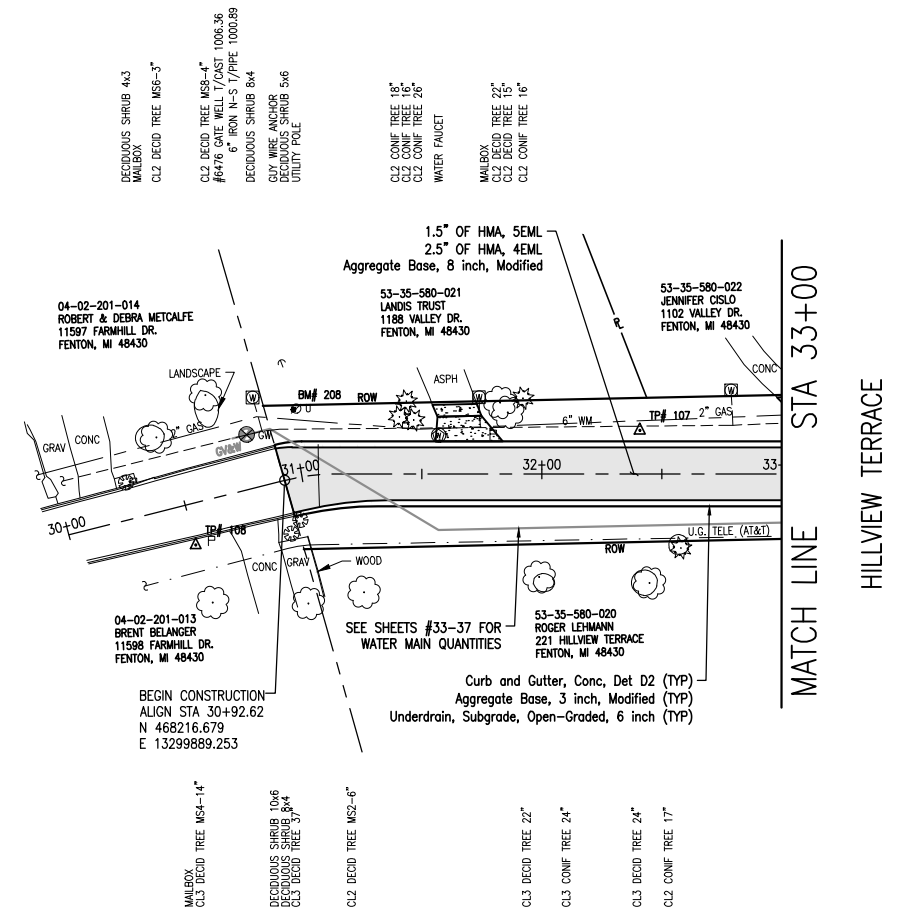 DECIDUOUS SHRUB 4x3
MAILBOX
CL2 DECID TREE MS6-3"
CL2 DECID TREE MS8-4"
#6476 GATE WELL T/CAST 1006.36
6" IRON N-S T/PIPE 1000.89
DECIDUOUS SHRUB 8x4
GUY WIRE ANCHOR
DECIDUOUS SHRUB 5x6
UTILITY POLE
CL2 CONIF TREE 18"
CL2 CONIF TREE 16"
CL2 CONIF TREE 26"
WATER FAUCET
MAILBOX
CL2 DECID TREE 22"
CL2 DECID TREE 15"
CL2 CONIF TREE 16"
1.5" OF HMA, 5EML
2.5" OF HMA, 4EML
Aggregate Base, 8 inch, Modified
04-02-201-014
ROBERT & DEBRA METCALFE
11597 FARMHILL DR.
FENTON, MI 48430
53-35-580-021
LANDIS TRUST
1188 VALLEY DR.
FENTON, MI 48430
53-35-580-022
JENNIFER CISLO
1102 VALLEY DR.
FENTON, MI 48430
LANDSCAPE
ASPH
CONC
BM# 208
ROW
U
W
W
W
6" WM
TP# 107
2" GAS
" GAS
GW
GV&W
W
GRAV
CONC
30+00
31+00
32+00
33-
TP# 108
P
U.G. TELE. (AT&T)
ROW
CONC
GRAV
WOOD
04-02-201-013
BRENT BELANGER
11598 FARMHILL DR.
FENTON, MI 48430
SEE SHEETS #33-37 FOR
WATER MAIN QUANTITIES
53-35-580-020
ROGER LEHMANN
221 HILLVIEW TERRACE
FENTON, MI 48430
BEGIN CONSTRUCTION
ALIGN STA 30+92.62
N 468216.679
E 13299889.253
Curb and Gutter, Conc, Det D2 (TYP)
Aggregate Base, 3 inch, Modified (TYP)
Underdrain, Subgrade, Open-Graded, 6 inch (TYP)
MATCH LINE STA 33+00
HILLVIEW TERRACE
MAILBOX
CL3 DECID TREE MS4-14"
DECIDUOUS SHRUB 10x6
DECIDUOUS SHRUB 8x4
CL3 DECID TREE 37"
CL2 DECID TREE MS2-6"
CL3 DECID TREE 22"
CL3 CONIF TREE 24"
CL3 DECID TREE 24"
CL2 CONIF TREE 17"